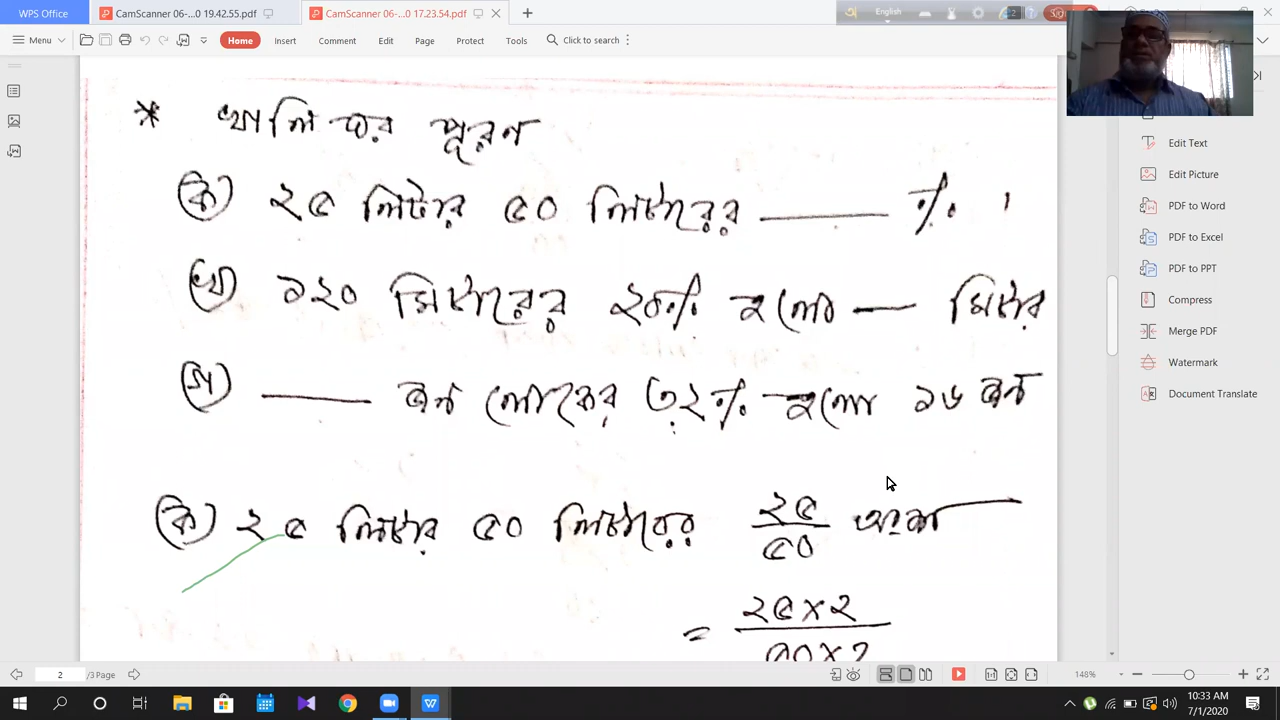 WPS Office
CamScanner 06-...0 19.42.55.pdf
CamScanner 06-...0 17.23.54.pdf
English
Menu
Home
Insert
Comment
Edit
Page
Protect
Tools
Click to search
* খালি ঘর পূরণ
(ক) ২৫ লিটার ৫০ লিটারের ——— %।
(খ) ১২০ মিটারের ২০% হলো — মিটার
(গ) ——— জন লোকের ৩২% হলো ১৬ জন
(ক) ২৫ লিটার ৫০ লিটারের ২৫/৫০ অংশ
= ২৫×২
৫০×২
Edit Text
Edit Picture
PDF to Word
PDF to Excel
PDF to PPT
Compress
Merge PDF
Watermark
Document Translate
2 /3 Page
148%
10:33 AM
7/1/2020